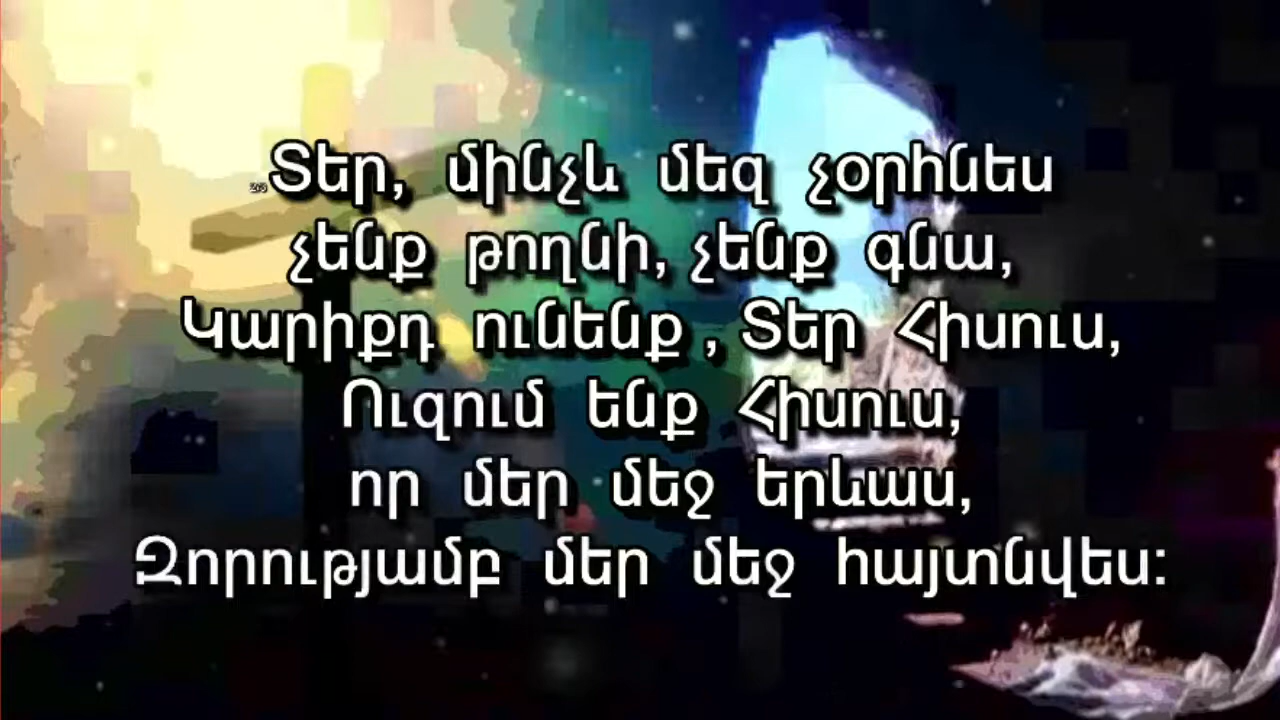 Տեր, մինչև մեզ չօրհնես
չենք թողնի, չենք գնա,
Կարիքդ ունենք , Տեր Հիսուս,
Ուզում ենք Հիսուս,
որ մեր մեջ երևաս,
Զորությամբ մեր մեջ հայտնվես: